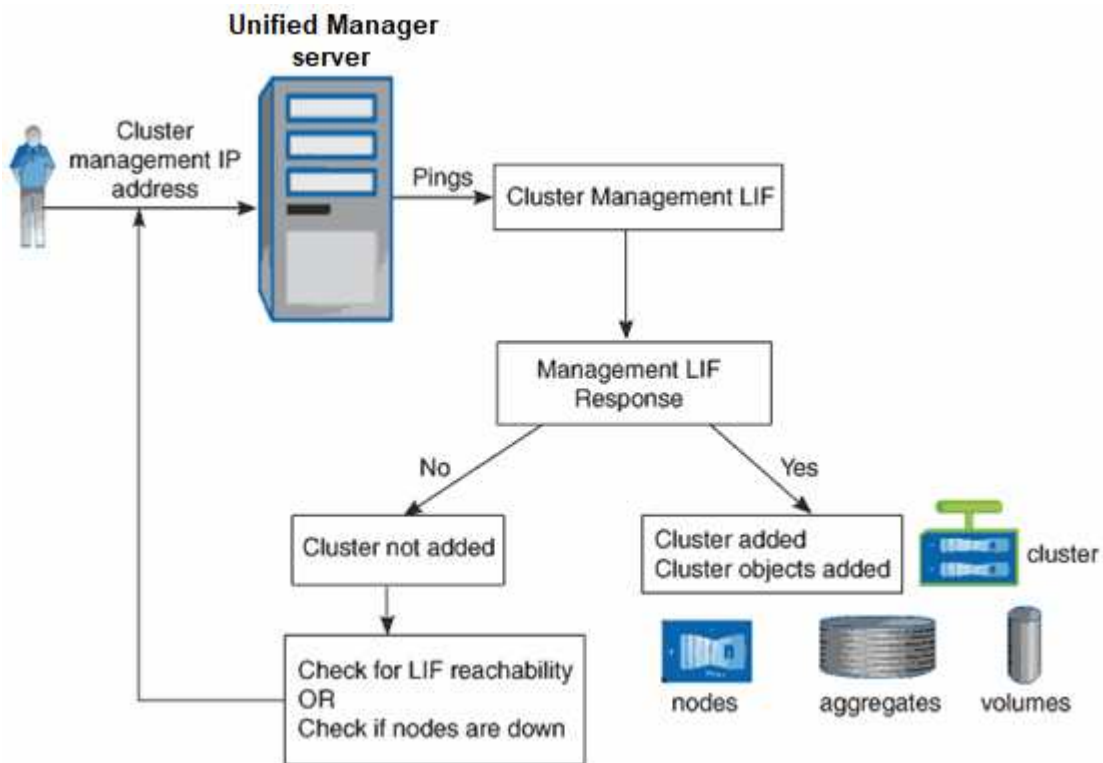 Unified Manager
server
Cluster
management IP
address
Pings
Cluster Management LIF
Management LIF
Response
No
Yes
Cluster not added
Cluster added
Cluster objects added
cluster
Check for LIF reachability
OR
Check if nodes are down
nodes
aggregates
volumes